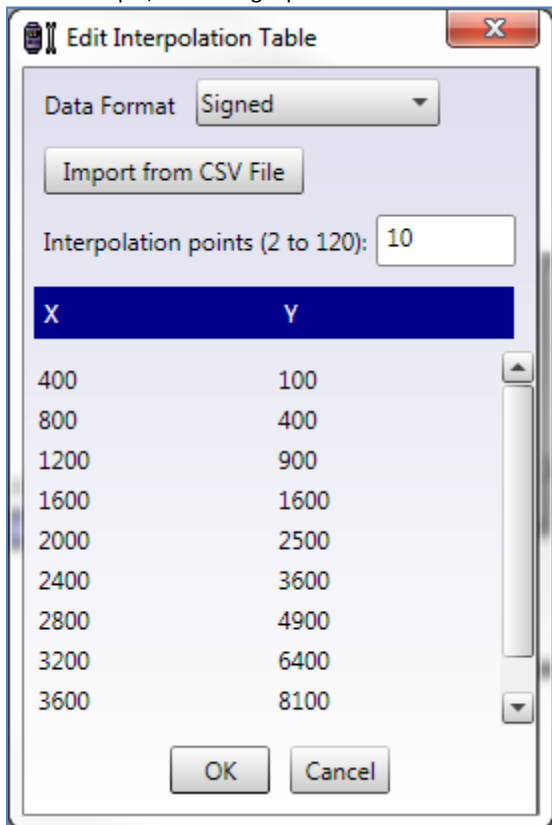 Edit Interpolation Table
Data Format Signed
Import from CSV File
Interpolation points (2 to 120): 10
X Y
400 100
800 400
1200 900
1600 1600
2000 2500
2400 3600
2800 4900
3200 6400
3600 8100
OK Cancel